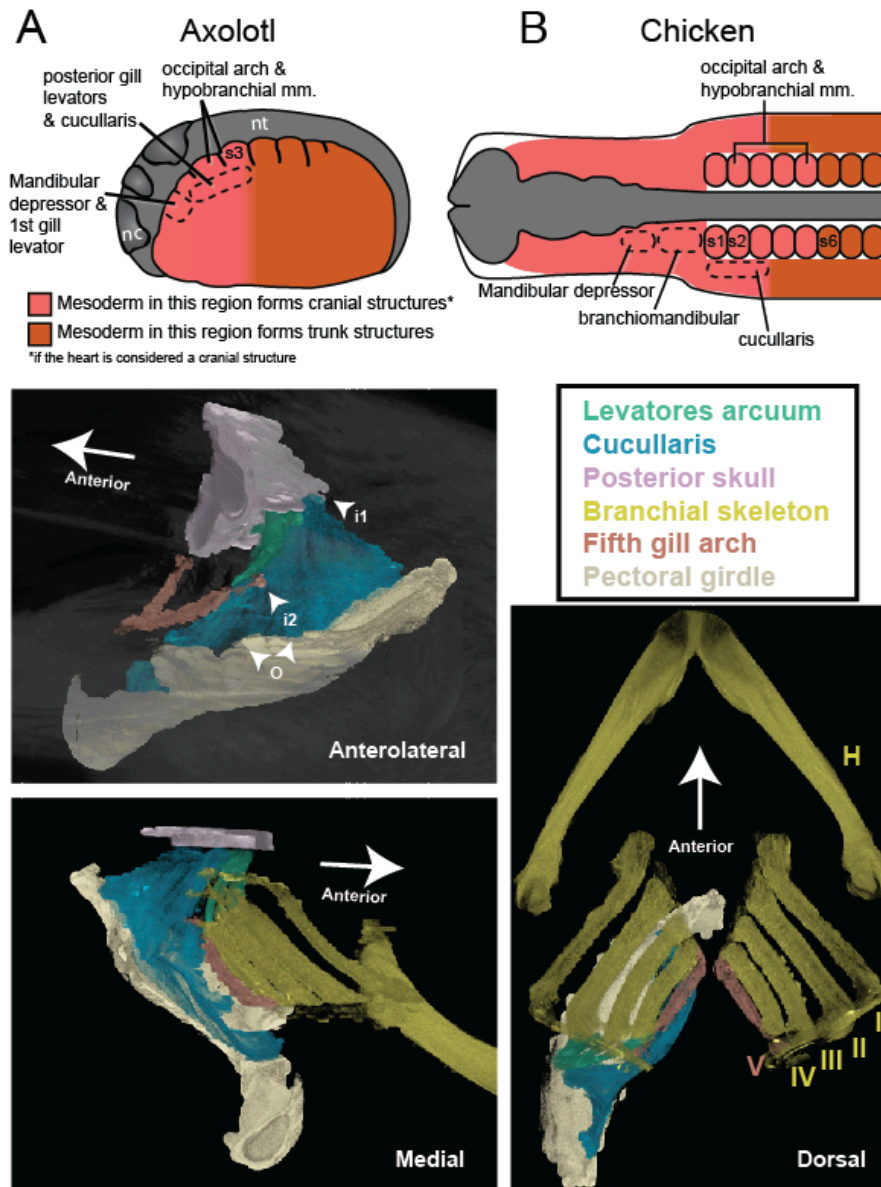 A Axolotl
posterior gill
levators
& cucullaris
occipital arch &
hypobranchial mm.
nt
s3
Mandibular
depressor &
1st gill
levator
nc
Mesoderm in this region forms cranial structures*
Mesoderm in this region forms trunk structures
*if the heart is considered a cranial structure
B Chicken
occipital arch &
hypobranchial mm.
s1 s2 s6
Mandibular depressor
branchiomandibular
cucullaris
Anterior
i1
i2
O
Anterolateral
Levatores arcuum
Cucullaris
Posterior skull
Branchial skeleton
Fifth gill arch
Pectoral girdle
Anterior
Medial
H
Anterior
I
II
III
IV
V
Dorsal